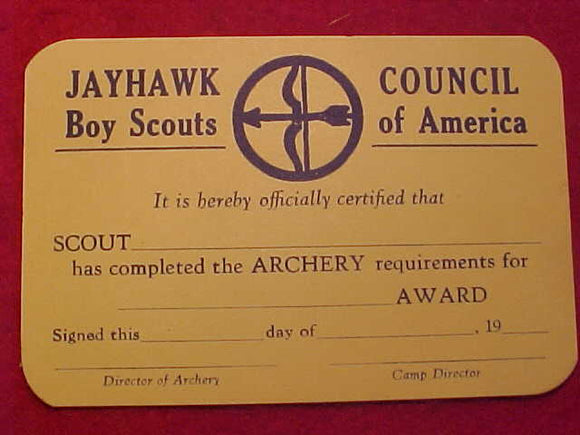 JAYHAWK COUNCIL
Boy Scouts of America
It is hereby officially certified that
SCOUT
has completed the ARCHERY requirements for
AWARD
Signed this day of , 19
Director of Archery Camp Director